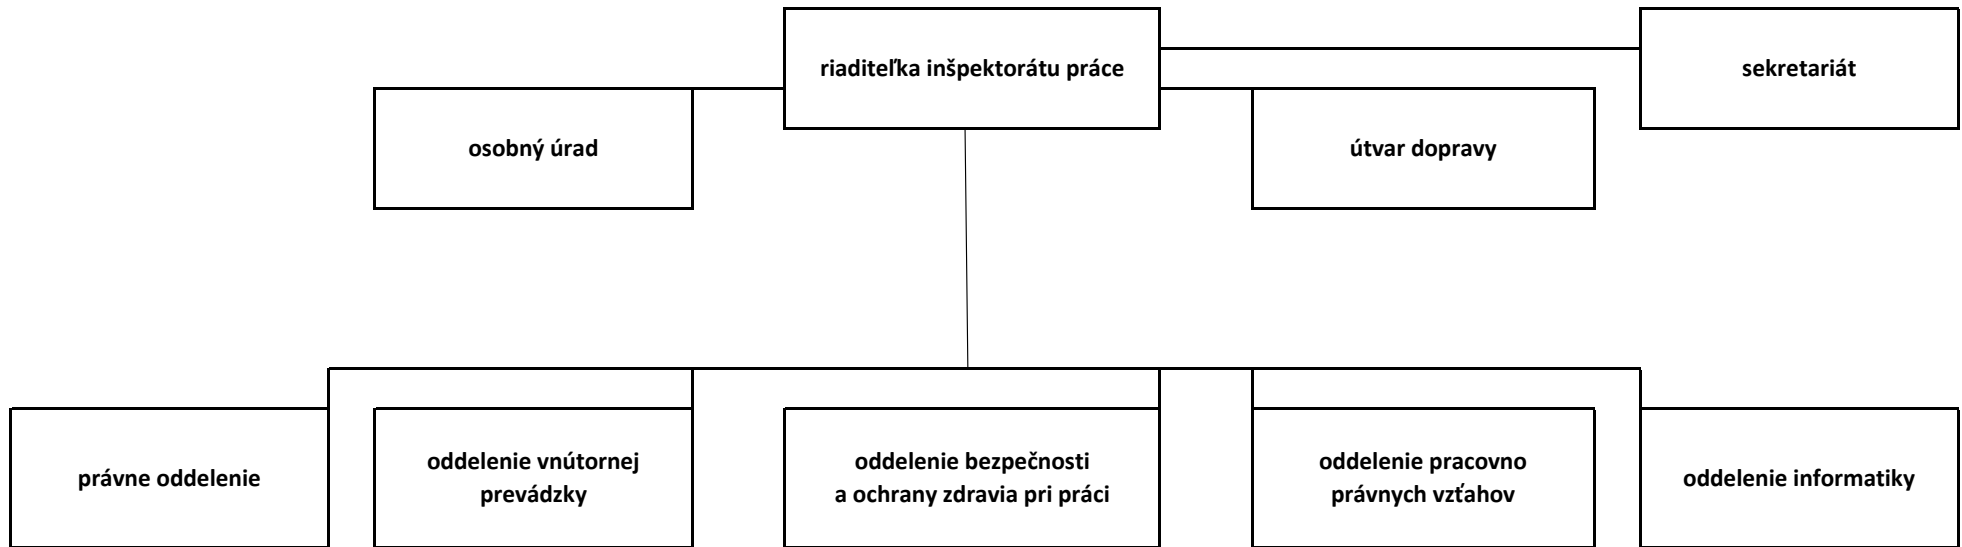 riaditeľka inšpektorátu práce
sekretariát
osobný úrad
útvar dopravy
právne oddelenie
oddelenie vnútornej
prevádzky
oddelenie bezpečnosti
a ochrany zdravia pri práci
oddelenie pracovno
právnych vzťahov
oddelenie informatiky